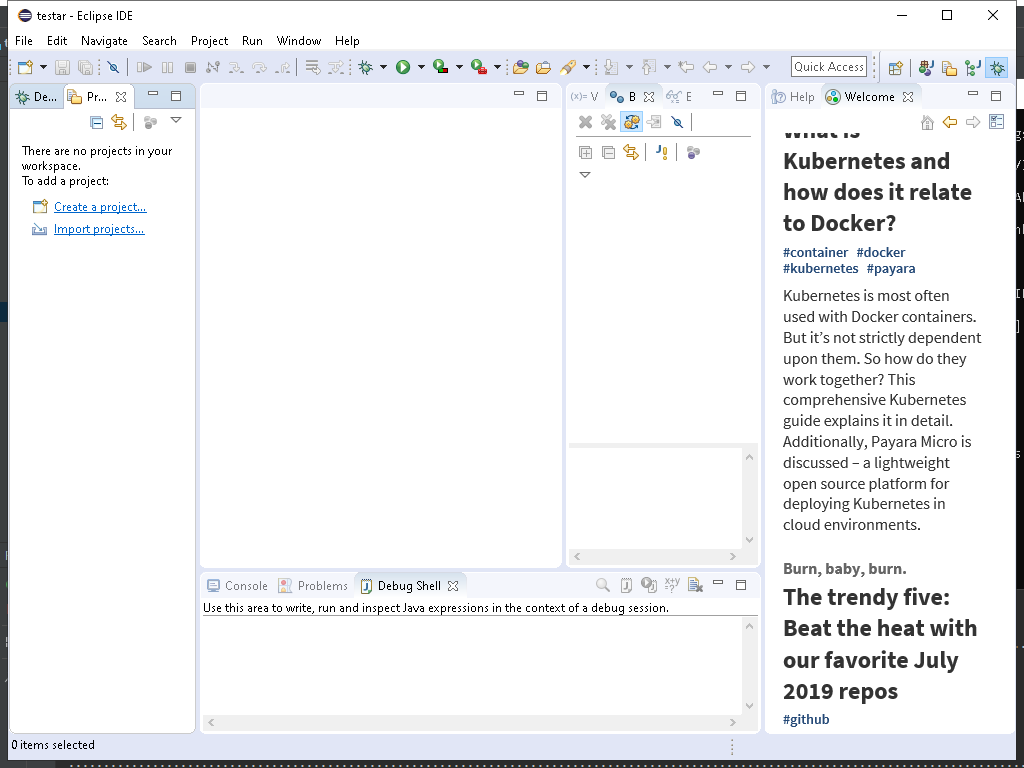 testar - Eclipse IDE
File Edit Navigate Search Project Run Window Help
Quick Access
De...
Pr...
There are no projects in your
workspace.
To add a project:
Create a project...
Import projects...
(x)= V
B
E
Help
Welcome
What is
Kubernetes and
how does it relate
to Docker?
#container #docker
#kubernetes #payara
Kubernetes is most often
used with Docker containers.
But it’s not strictly dependent
upon them. So how do they
work together? This
comprehensive Kubernetes
guide explains it in detail.
Additionally, Payara Micro is
discussed – a lightweight
open source platform for
deploying Kubernetes in
cloud environments.
Burn, baby, burn.
The trendy five:
Beat the heat with
our favorite July
2019 repos
#github
Console
Problems
Debug Shell
Use this area to write, run and inspect Java expressions in the context of a debug session.
0 items selected